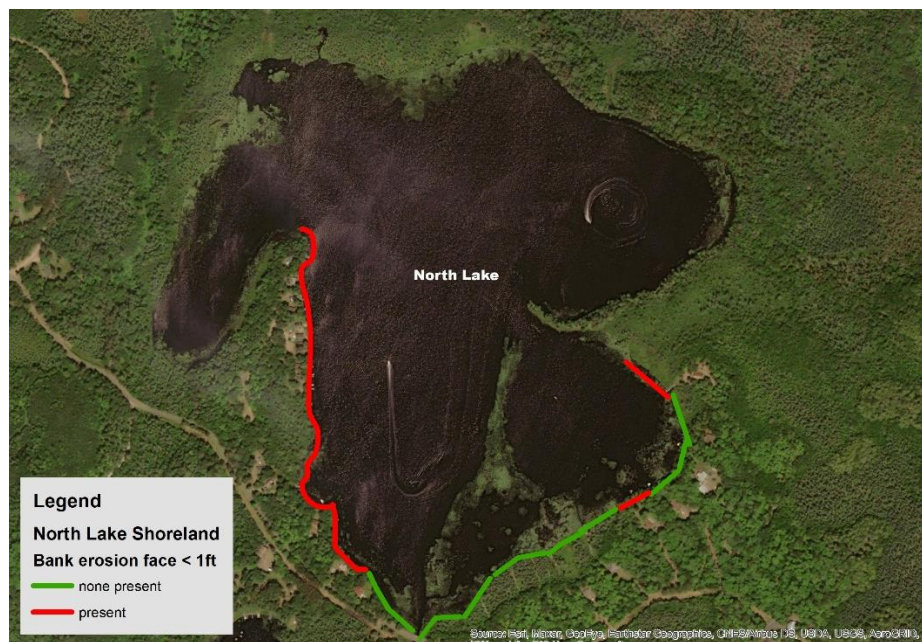 North Lake
Legend
North Lake Shoreland
Bank erosion face < 1ft
none present
present
Source: Esri, Maxar, GeoEye, Earthstar Geographics, CNES/Airbus DS, USDA, USGS, AeroGRID,